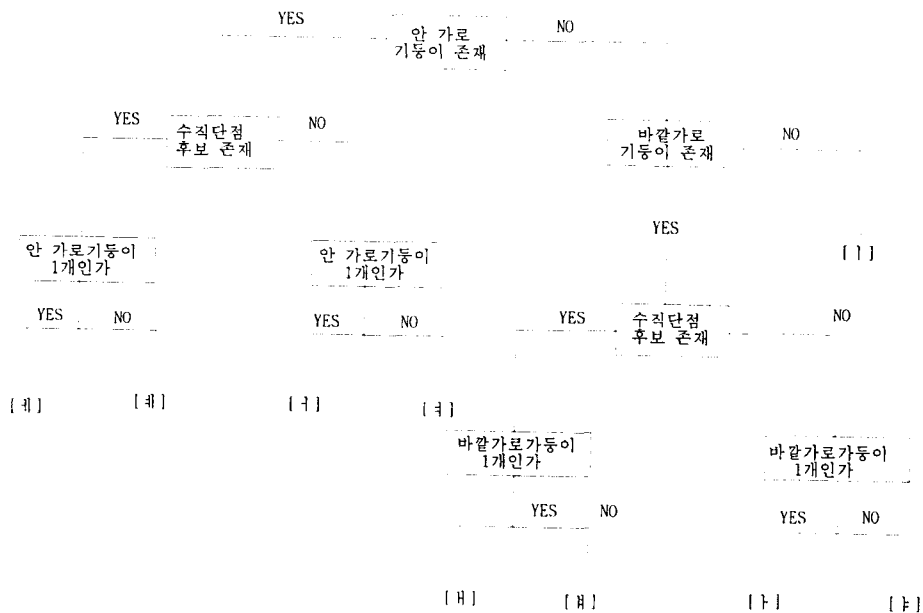 YES
안 가로
기둥이 존재
NO
YES
수직단점
후보 존재
NO
바깥가로
기둥이 존재
NO
안 가로기둥이
1개인가
안 가로기둥이
1개인가
YES
[ㅣ]
YES
NO
YES
NO
YES
수직단점
후보 존재
NO
[ㅔ]
[ㅖ]
[ㅓ]
[ㅕ]
바깥가로가둥이
1개인가
바깥가로가둥이
1개인가
YES
NO
YES
NO
[ㅐ]
[ㅒ]
[ㅏ]
[ㅑ]